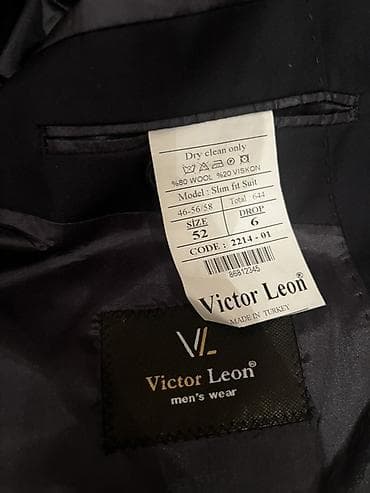 Dry clean only
%80 WOOL %20 VISKON
Model : Slim fit Suit
46-56/58 Total 644
SIZE DROP
52 6
CODE : 2214 - 01
86812345
Victor Leon®
MADE IN TURKEY
VL
Victor Leon®
men's wear